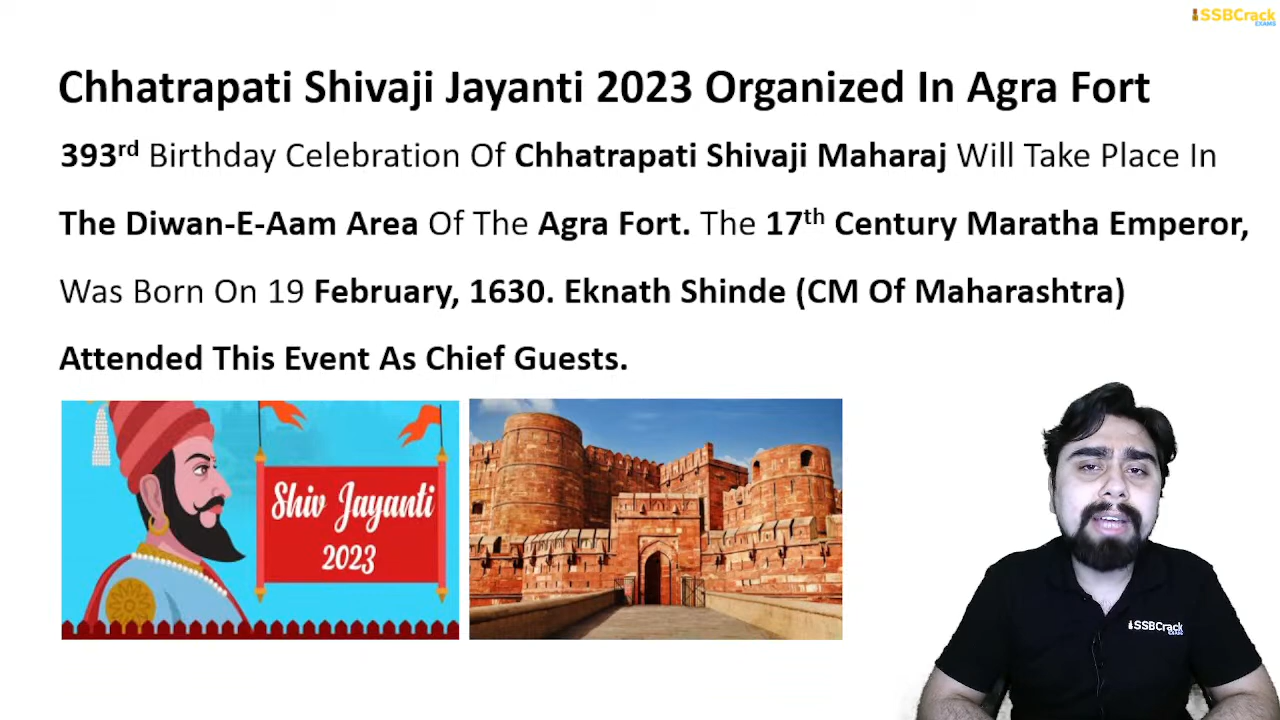 SSBCrack
EXAMS
Chhatrapati Shivaji Jayanti 2023 Organized In Agra Fort
393rd Birthday Celebration Of Chhatrapati Shivaji Maharaj Will Take Place In
The Diwan-E-Aam Area Of The Agra Fort. The 17th Century Maratha Emperor,
Was Born On 19 February, 1630. Eknath Shinde (CM Of Maharashtra)
Attended This Event As Chief Guests.
Shiv Jayanti
2023
SSBCrack
EXAMS